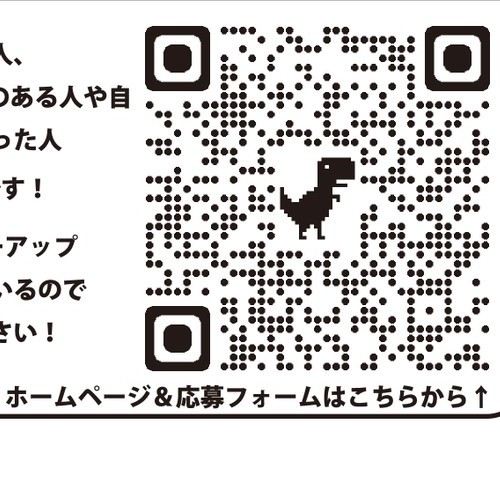 人、
のある人や自
った人
す！
ーアップ
いるので
さい！
ホームページ＆応募フォームはこちらから↑